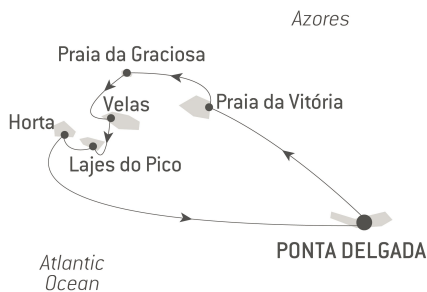 Azores
Praia da Graciosa
Velas
Praia da Vitória
Horta
Lajes do Pico
PONTA DELGADA
Atlantic
Ocean